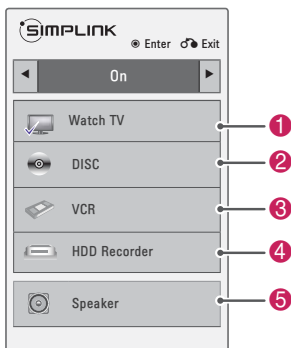 SIMPLINK
Enter Exit
On
Watch TV 1
DISC 2
VCR 3
HDD Recorder 4
Speaker 5